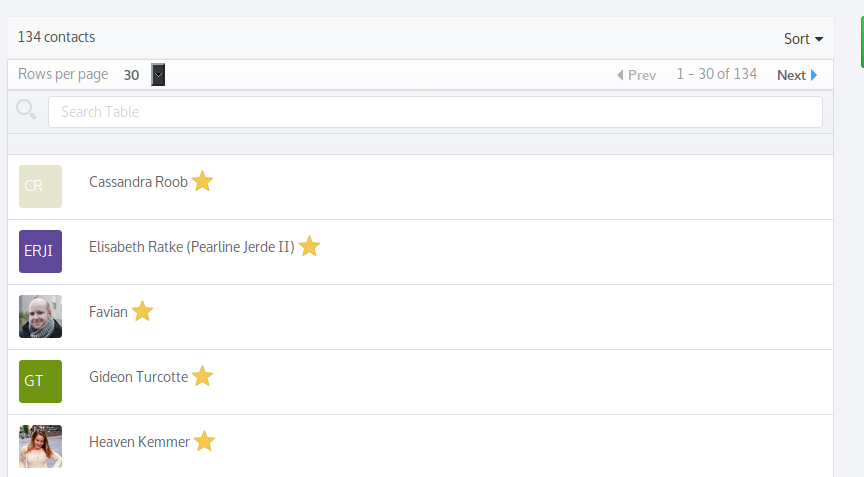 134 contacts
Sort
Rows per page 30 Prev 1 - 30 of 134 Next
Search Table
CR Cassandra Roob
ERJI Elisabeth Ratke (Pearline Jerde II)
Favian
GT Gideon Turcotte
Heaven Kemmer